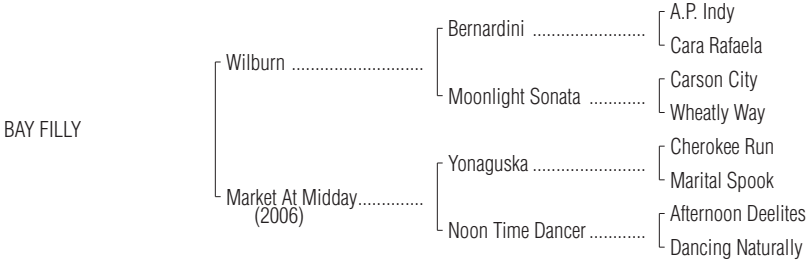 A.P. Indy
Bernardini ........................
Cara Rafaela
Wilburn ............................
Carson City
Moonlight Sonata ............
Wheatly Way
BAY FILLY
Cherokee Run
Yonaguska ........................
Marital Spook
Market At Midday..............
(2006)
Afternoon Deelites
Noon Time Dancer ............
Dancing Naturally